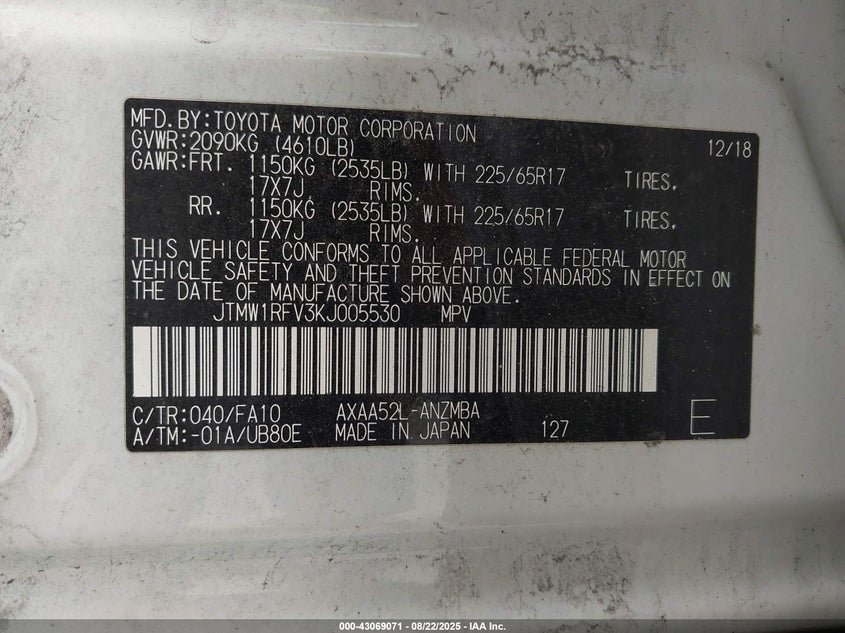 MFD.BY:TOYOTA MOTOR CORPORATION 12/18
GVWR:2090KG (4610LB)
GAWR:FRT. 1150KG (2535LB) WITH 225/65R17 TIRES,
17X7J RIMS.
RR. 1150KG (2535LB) WITH 225/65R17 TIRES,
17X7J RIMS.
THIS VEHICLE CONFORMS TO ALL APPLICABLE FEDERAL MOTOR
VEHICLE SAFETY AND THEFT PREVENTION STANDARDS IN EFFECT ON
THE DATE OF MANUFACTURE SHOWN ABOVE.
JTMW1RFV3KJ005530 MPV
C/TR:040/FA10 AXAA52L-ANZMBA
A/TM:-01A/UB80E MADE IN JAPAN 127 E
000-43069071 - 08/22/2025 - IAA Inc.